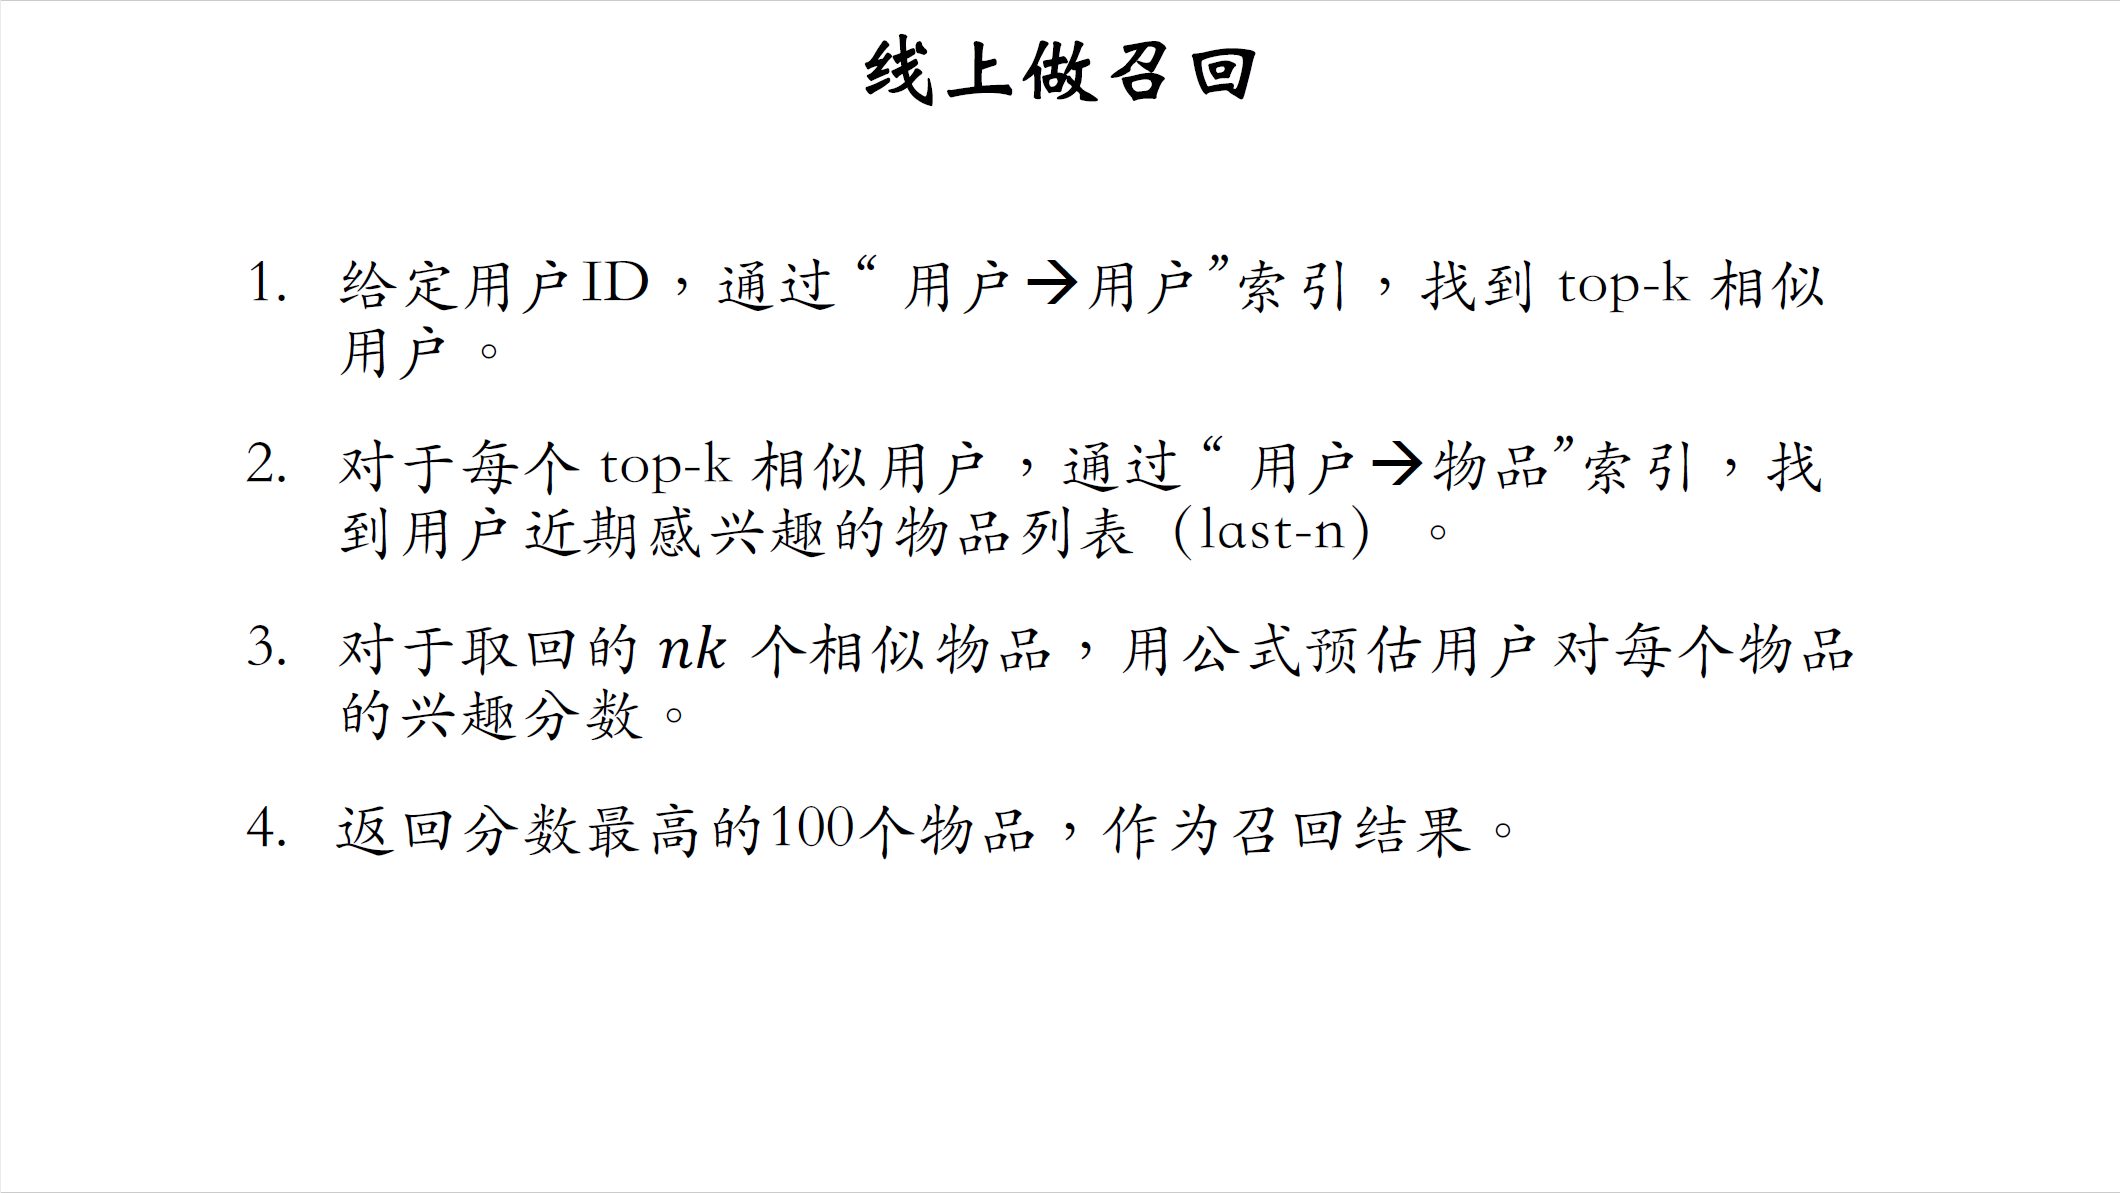 线上做召回
1. 给定用户ID，通过“用户→用户”索引，找到 top-k 相似
用户。
2. 对于每个 top-k 相似用户，通过“用户→物品”索引，找
到用户近期感兴趣的物品列表（last-n）。
3. 对于取回的 nk 个相似物品，用公式预估用户对每个物品
的兴趣分数。
4. 返回分数最高的100个物品，作为召回结果。